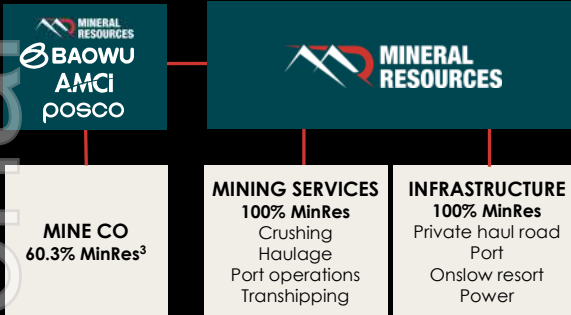 MINERAL
RESOURCES
BAOWU
AMCi
posco
MINERAL
RESOURCES
MINE CO
60.3% MinRes³
MINING SERVICES
100% MinRes
Crushing
Haulage
Port operations
Transhipping
INFRASTRUCTURE
100% MinRes
Private haul road
Port
Onslow resort
Power